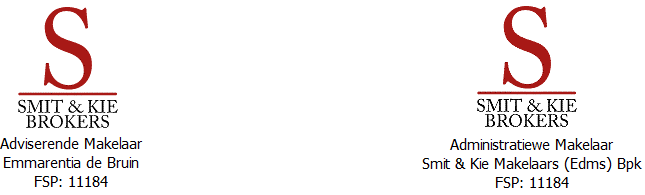 S
SMIT & KIE
BROKERS
Adviserende Makelaar
Emmarentia de Bruin
FSP: 11184
S
SMIT & KIE
BROKERS
Administratiewe Makelaar
Smit & Kie Makelaars (Edms) Bpk
FSP: 11184